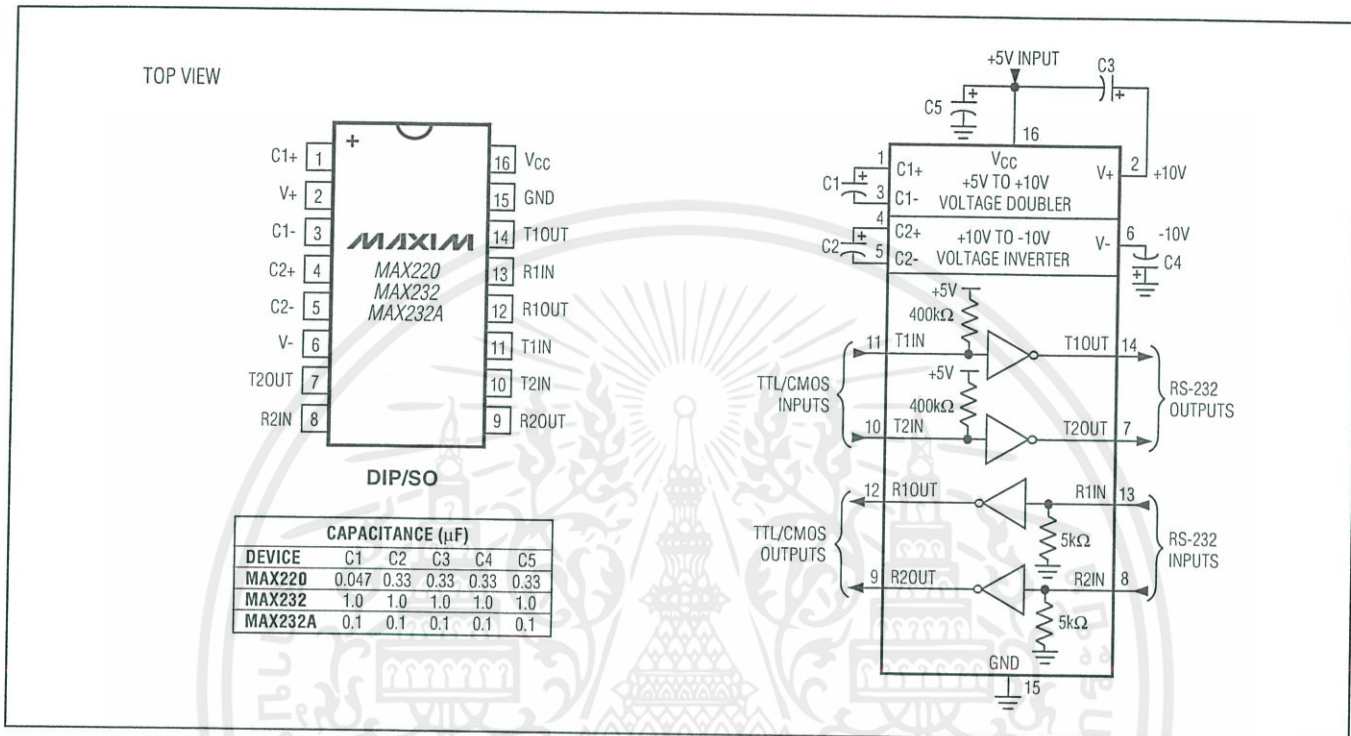 TOP VIEW
+
C1+ 1
V+ 2
C1- 3
C2+ 4
C2- 5
V- 6
T2OUT 7
R2IN 8
16 VCC
15 GND
14 T1OUT
13 R1IN
12 R1OUT
11 T1IN
10 T2IN
9 R2OUT
MAXIM
MAX220
MAX232
MAX232A
DIP/SO
CAPACITANCE (µF)
DEVICE C1 C2 C3 C4 C5
MAX220 0.047 0.33 0.33 0.33 0.33
MAX232 1.0 1.0 1.0 1.0 1.0
MAX232A 0.1 0.1 0.1 0.1 0.1
+5V INPUT
C3
+
C5
+
16
1
C1+
C1
+
3
C1-
VCC
+5V TO +10V
VOLTAGE DOUBLER
V+
2
+10V
4
C2+
C2
+
5
C2-
+10V TO -10V
VOLTAGE INVERTER
V-
6
-10V
C4
+
+5V
400kΩ
11 T1IN
T1OUT 14
+5V
400kΩ
10 T2IN
T2OUT 7
TTL/CMOS
INPUTS
RS-232
OUTPUTS
12 R1OUT
R1IN 13
5kΩ
9 R2OUT
R2IN 8
5kΩ
TTL/CMOS
OUTPUTS
RS-232
INPUTS
GND
15